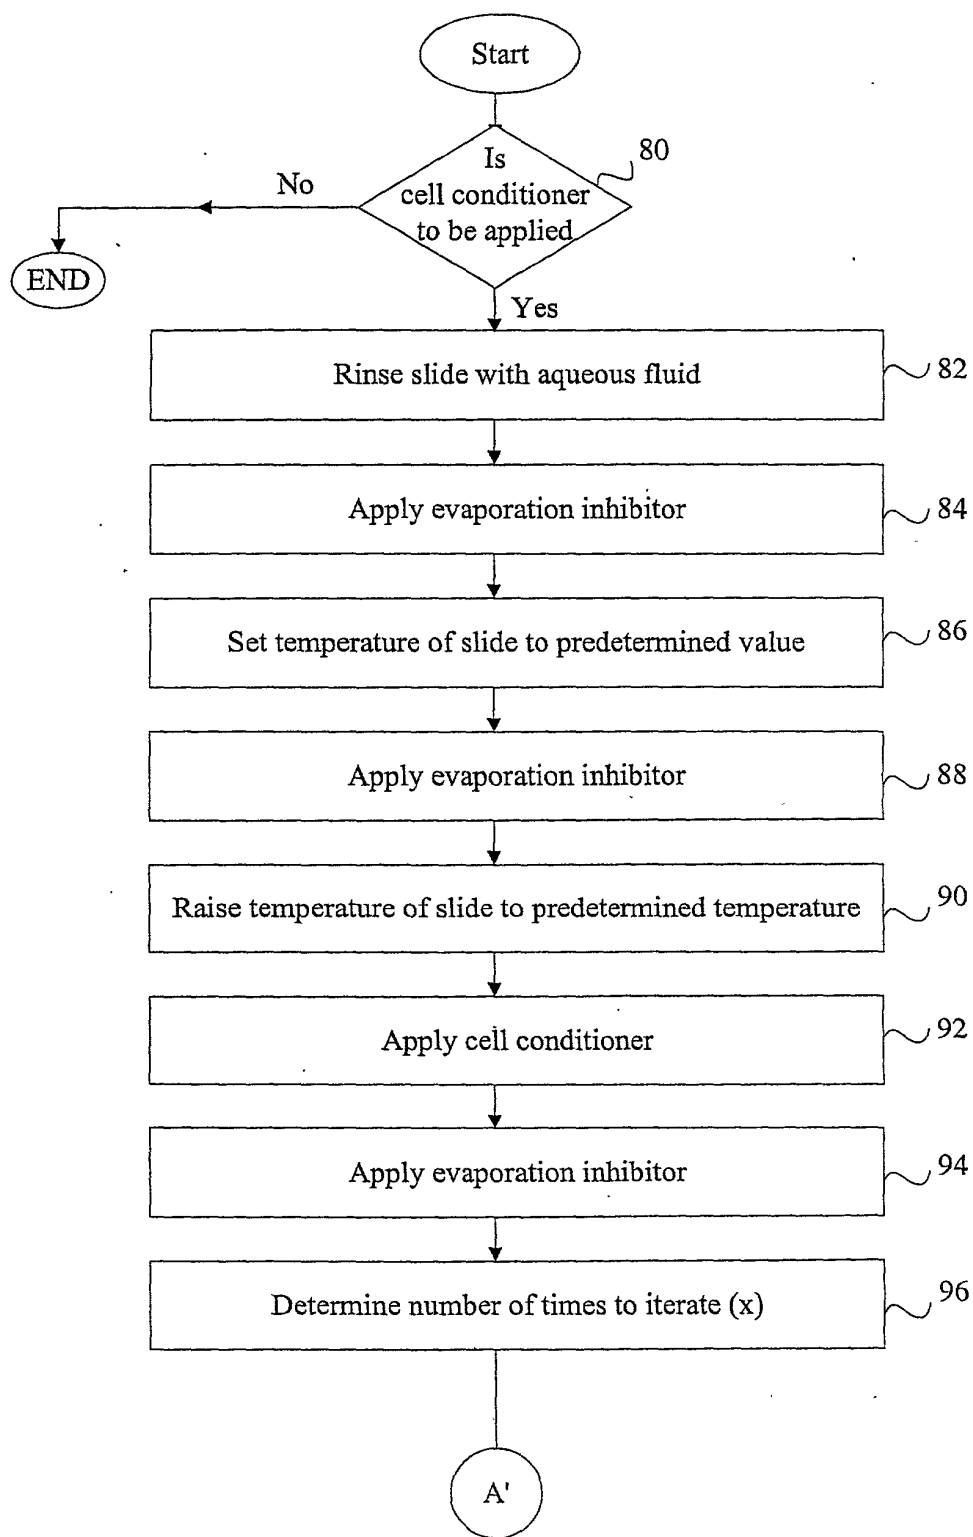 Start
Is
cell conditioner
to be applied
80
No
END
Yes
Rinse slide with aqueous fluid
82
Apply evaporation inhibitor
84
Set temperature of slide to predetermined value
86
Apply evaporation inhibitor
88
Raise temperature of slide to predetermined temperature
90
Apply cell conditioner
92
Apply evaporation inhibitor
94
Determine number of times to iterate (x)
96
A'